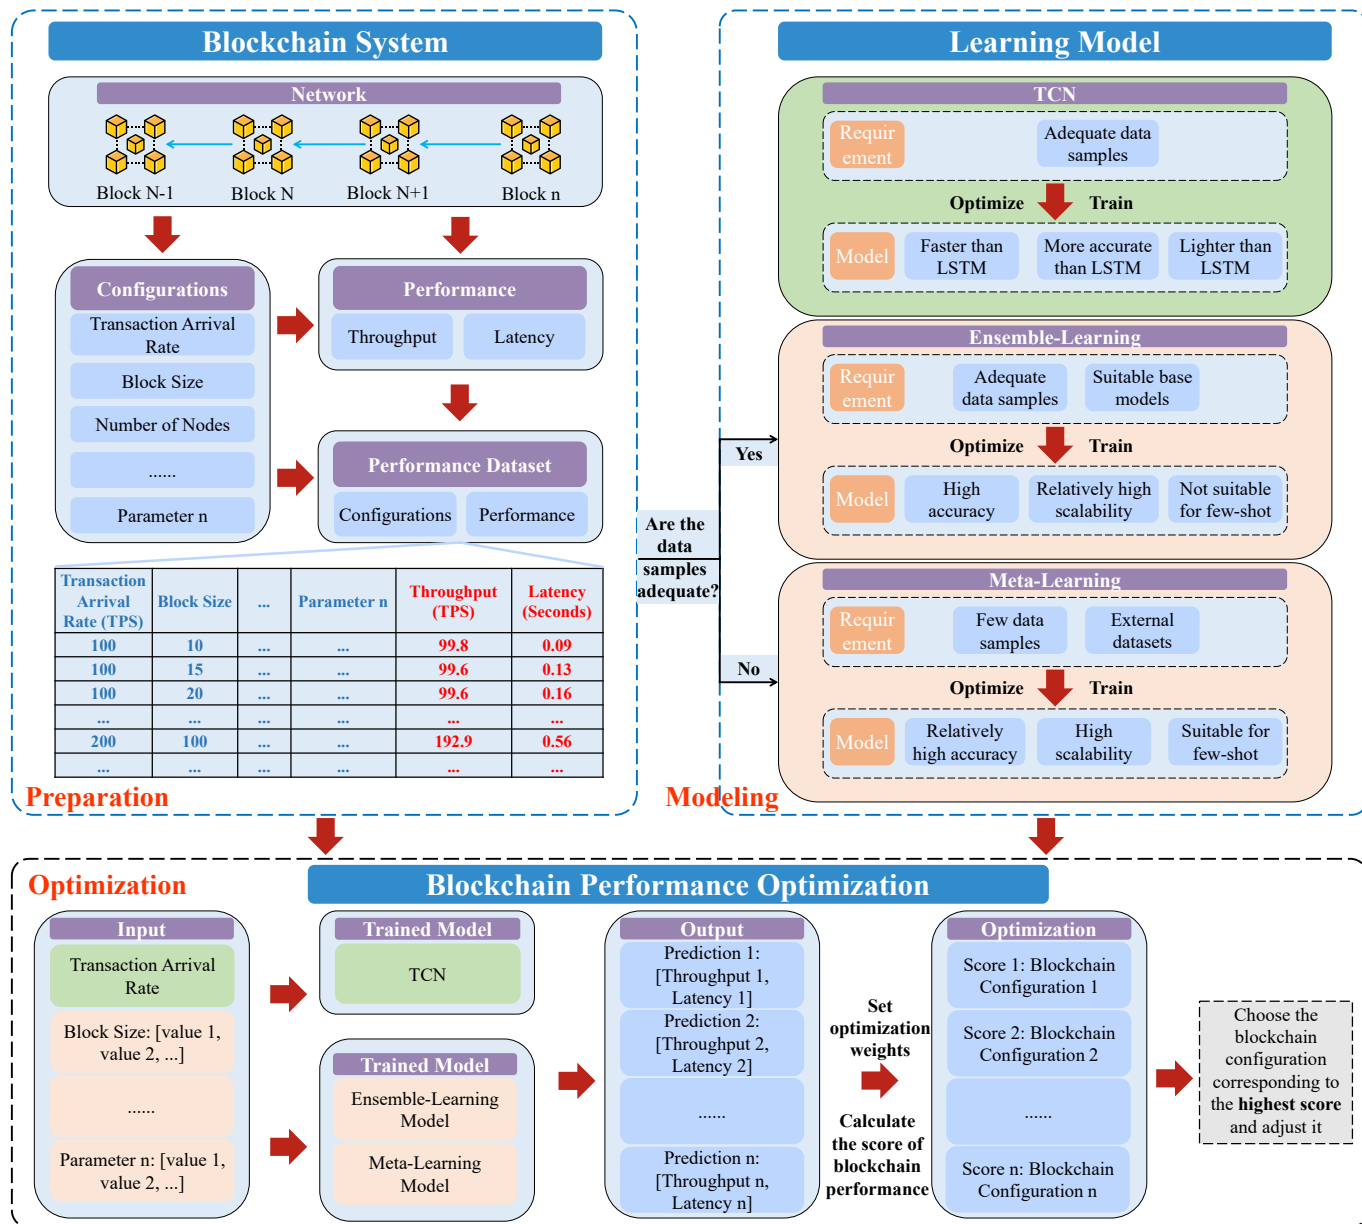 Blockchain System
Network
Block N-1
Block N
Block N+1
Block n
Configurations
Transaction Arrival
Rate
Block Size
Number of Nodes
......
Parameter n
Performance
Throughput
Latency
Performance Dataset
Configurations
Performance
Transaction
Arrival
Rate (TPS)
Block Size
...
Parameter n
Throughput
(TPS)
Latency
(Seconds)
100 10 ... ... 99.8 0.09
100 15 ... ... 99.6 0.13
100 20 ... ... 99.6 0.16
... ... ... ... ... ...
200 100 ... ... 192.9 0.56
... ... ... ... ... ...
Preparation
Are the
data
samples
adequate?
Yes
No
Learning Model
TCN
Requir
ement
Adequate data
samples
Optimize
Train
Model
Faster than
LSTM
More accurate
than LSTM
Lighter than
LSTM
Ensemble-Learning
Requir
ement
Adequate
data samples
Suitable base
models
Optimize
Train
Model
High
accuracy
Relatively high
scalability
Not suitable
for few-shot
Meta-Learning
Requir
ement
Few data
samples
External
datasets
Optimize
Train
Model
Relatively
high accuracy
High
scalability
Suitable for
few-shot
Modeling
Optimization
Blockchain Performance Optimization
Input
Transaction Arrival
Rate
Block Size: [value 1,
value 2, ...]
......
Parameter n: [value 1,
value 2, ...]
Trained Model
TCN
Trained Model
Ensemble-Learning
Model
Meta-Learning
Model
Output
Prediction 1:
[Throughput 1,
Latency 1]
Prediction 2:
[Throughput 2,
Latency 2]
......
Prediction n:
[Throughput n,
Latency n]
Set
optimization
weights
Calculate
the score of
blockchain
performance
Optimization
Score 1: Blockchain
Configuration 1
Score 2: Blockchain
Configuration 2
......
Score n: Blockchain
Configuration n
Choose the
blockchain
configuration
corresponding to
the highest score
and adjust it